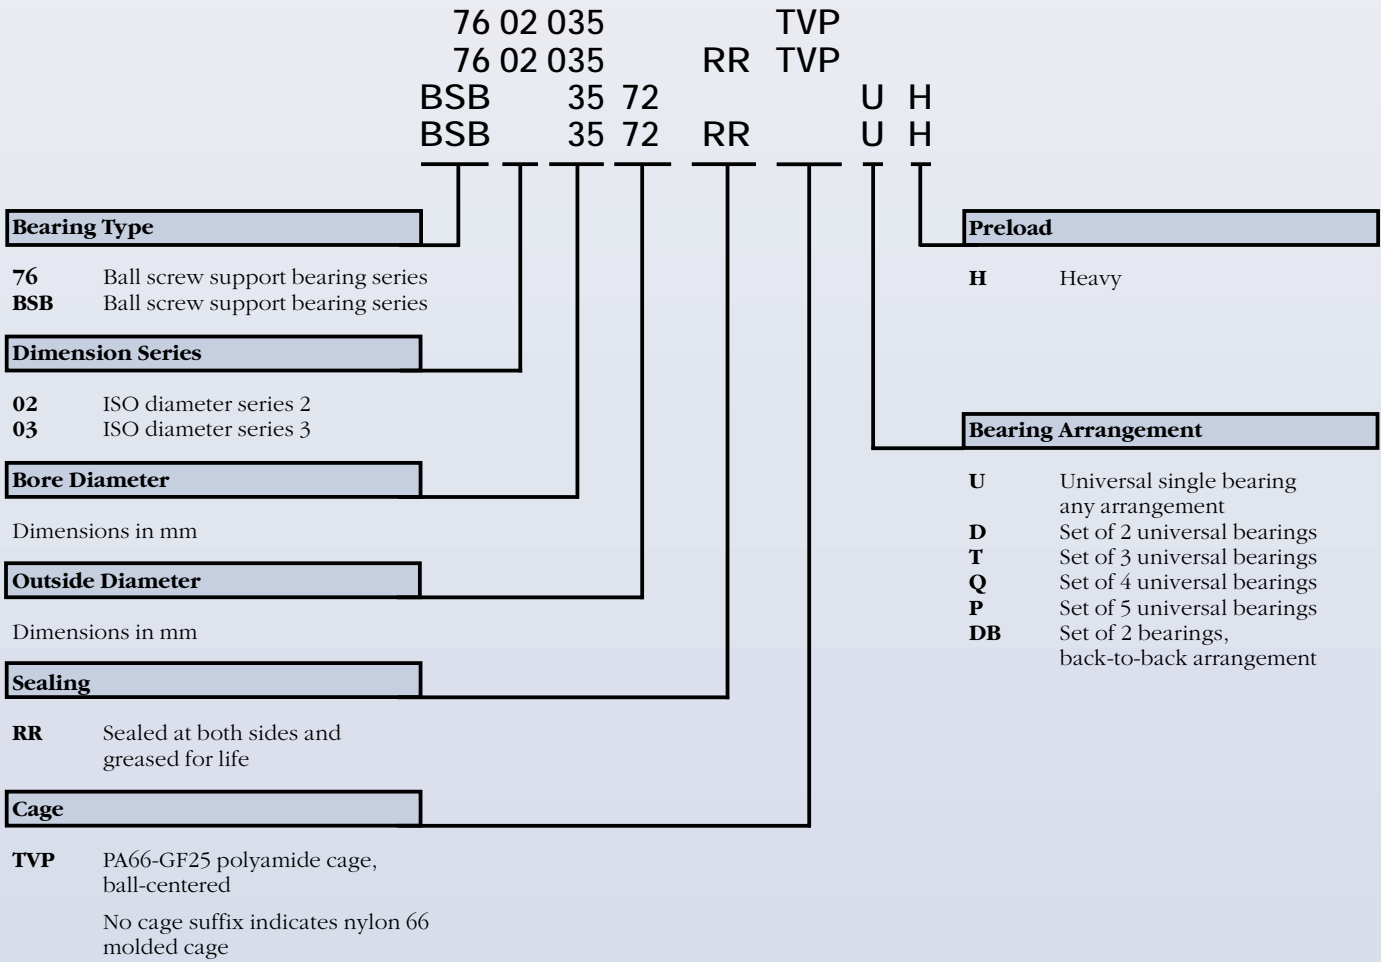 76 02 035 TVP
76 02 035 RR TVP
BSB 35 72 U H
BSB 35 72 RR U H
Bearing Type
76 Ball screw support bearing series
BSB Ball screw support bearing series
Dimension Series
02 ISO diameter series 2
03 ISO diameter series 3
Bore Diameter
Dimensions in mm
Outside Diameter
Dimensions in mm
Sealing
RR Sealed at both sides and
greased for life
Cage
TVP PA66-GF25 polyamide cage,
ball-centered
No cage suffix indicates nylon 66
molded cage
Preload
H Heavy
Bearing Arrangement
U Universal single bearing
any arrangement
D Set of 2 universal bearings
T Set of 3 universal bearings
Q Set of 4 universal bearings
P Set of 5 universal bearings
DB Set of 2 bearings,
back-to-back arrangement